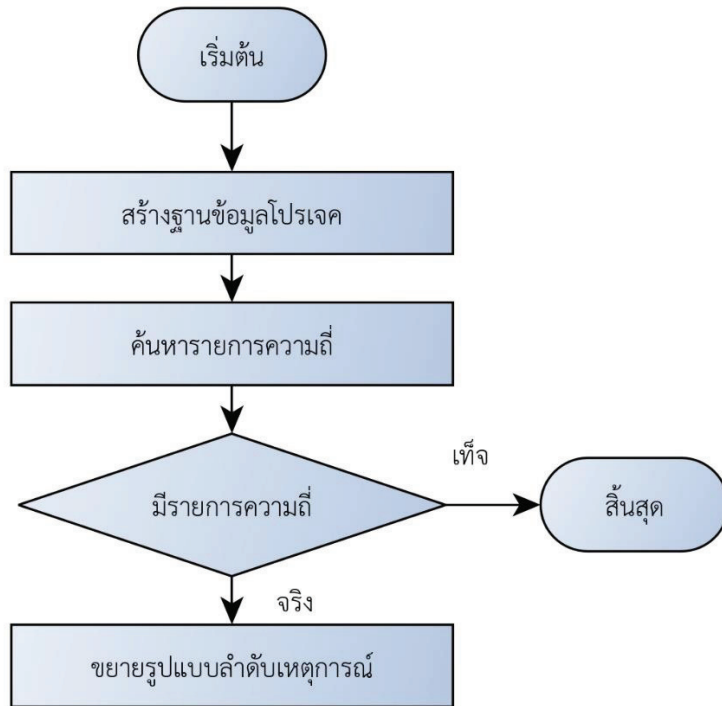 เริ่มต้น
สร้างฐานข้อมูลโปรเจค
ค้นหารายการความถี่
มีรายการความถี่
เท็จ
สิ้นสุด
จริง
ขยายรูปแบบลำดับเหตุการณ์